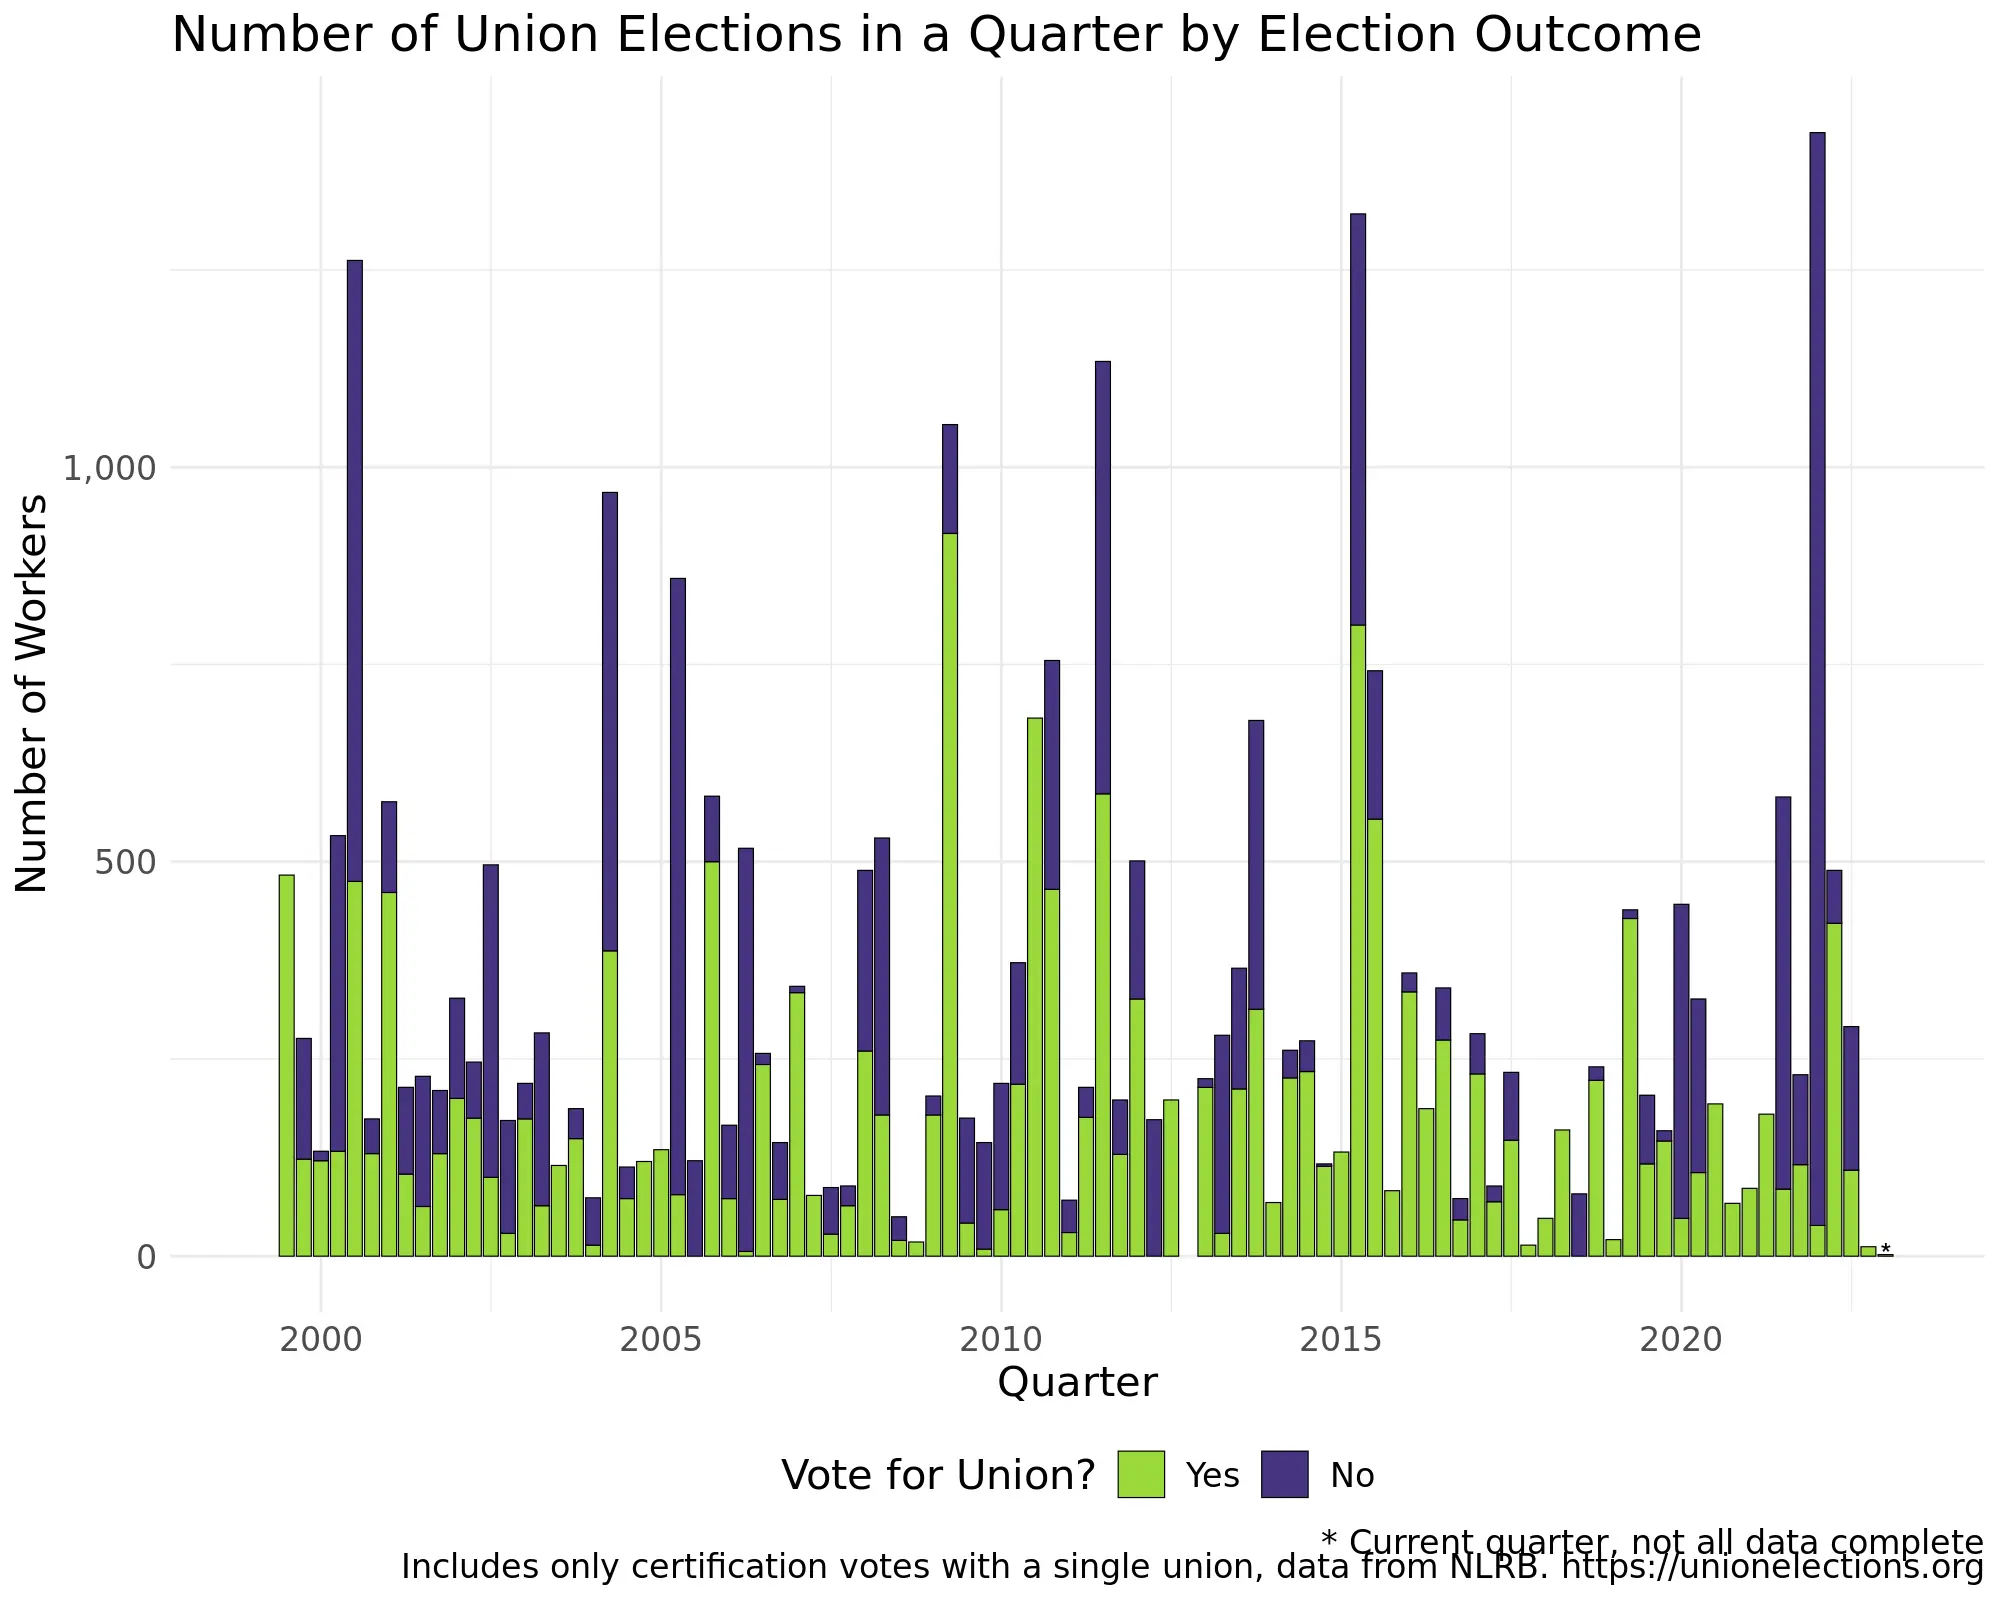 Number of Union Elections in a Quarter by Election Outcome
Number of Workers
1,000
500
0
*
2000 2005 2010 2015 2020
Quarter
Vote for Union? Yes No
* Current quarter, not all data complete
Includes only certification votes with a single union, data from NLRB. https://unionelections.org